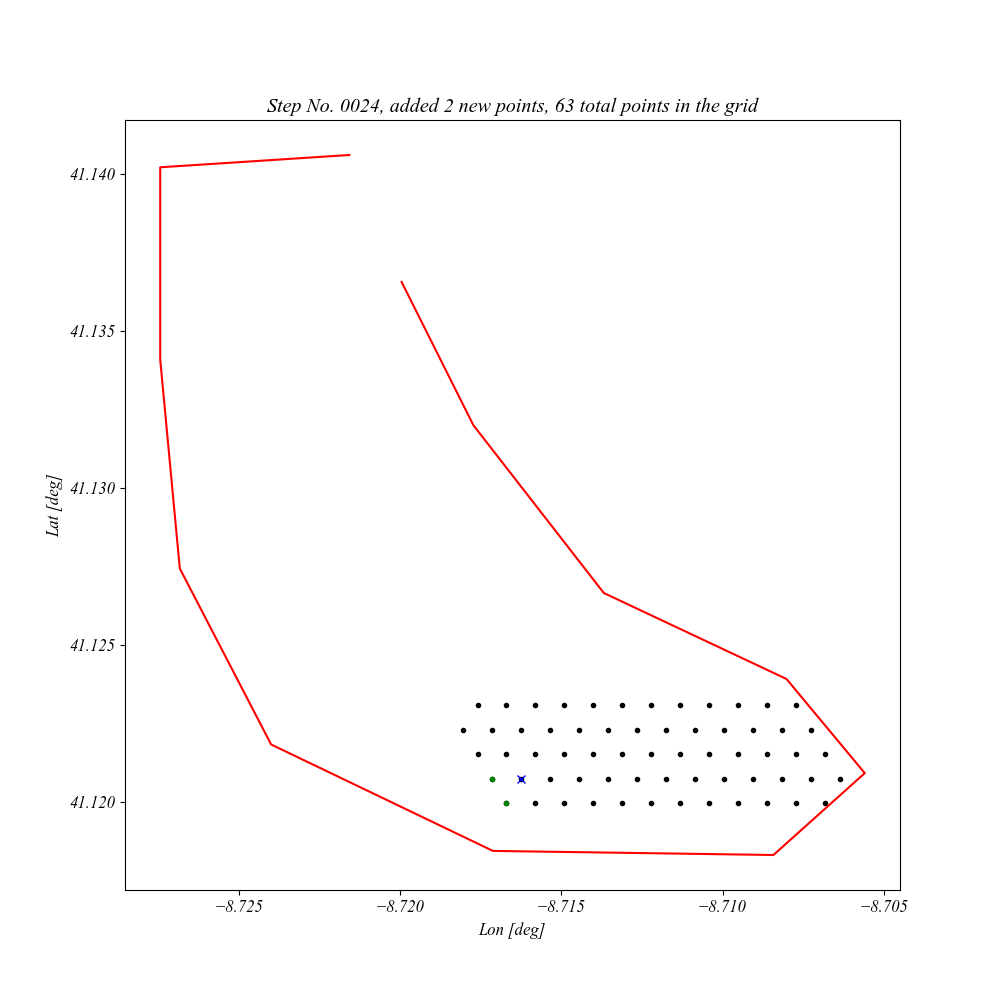 Step No. 0024, added 2 new points, 63 total points in the grid
41.140
41.135
41.130
41.125
41.120
Lat [deg]
−8.725 −8.720 −8.715 −8.710 −8.705
Lon [deg]